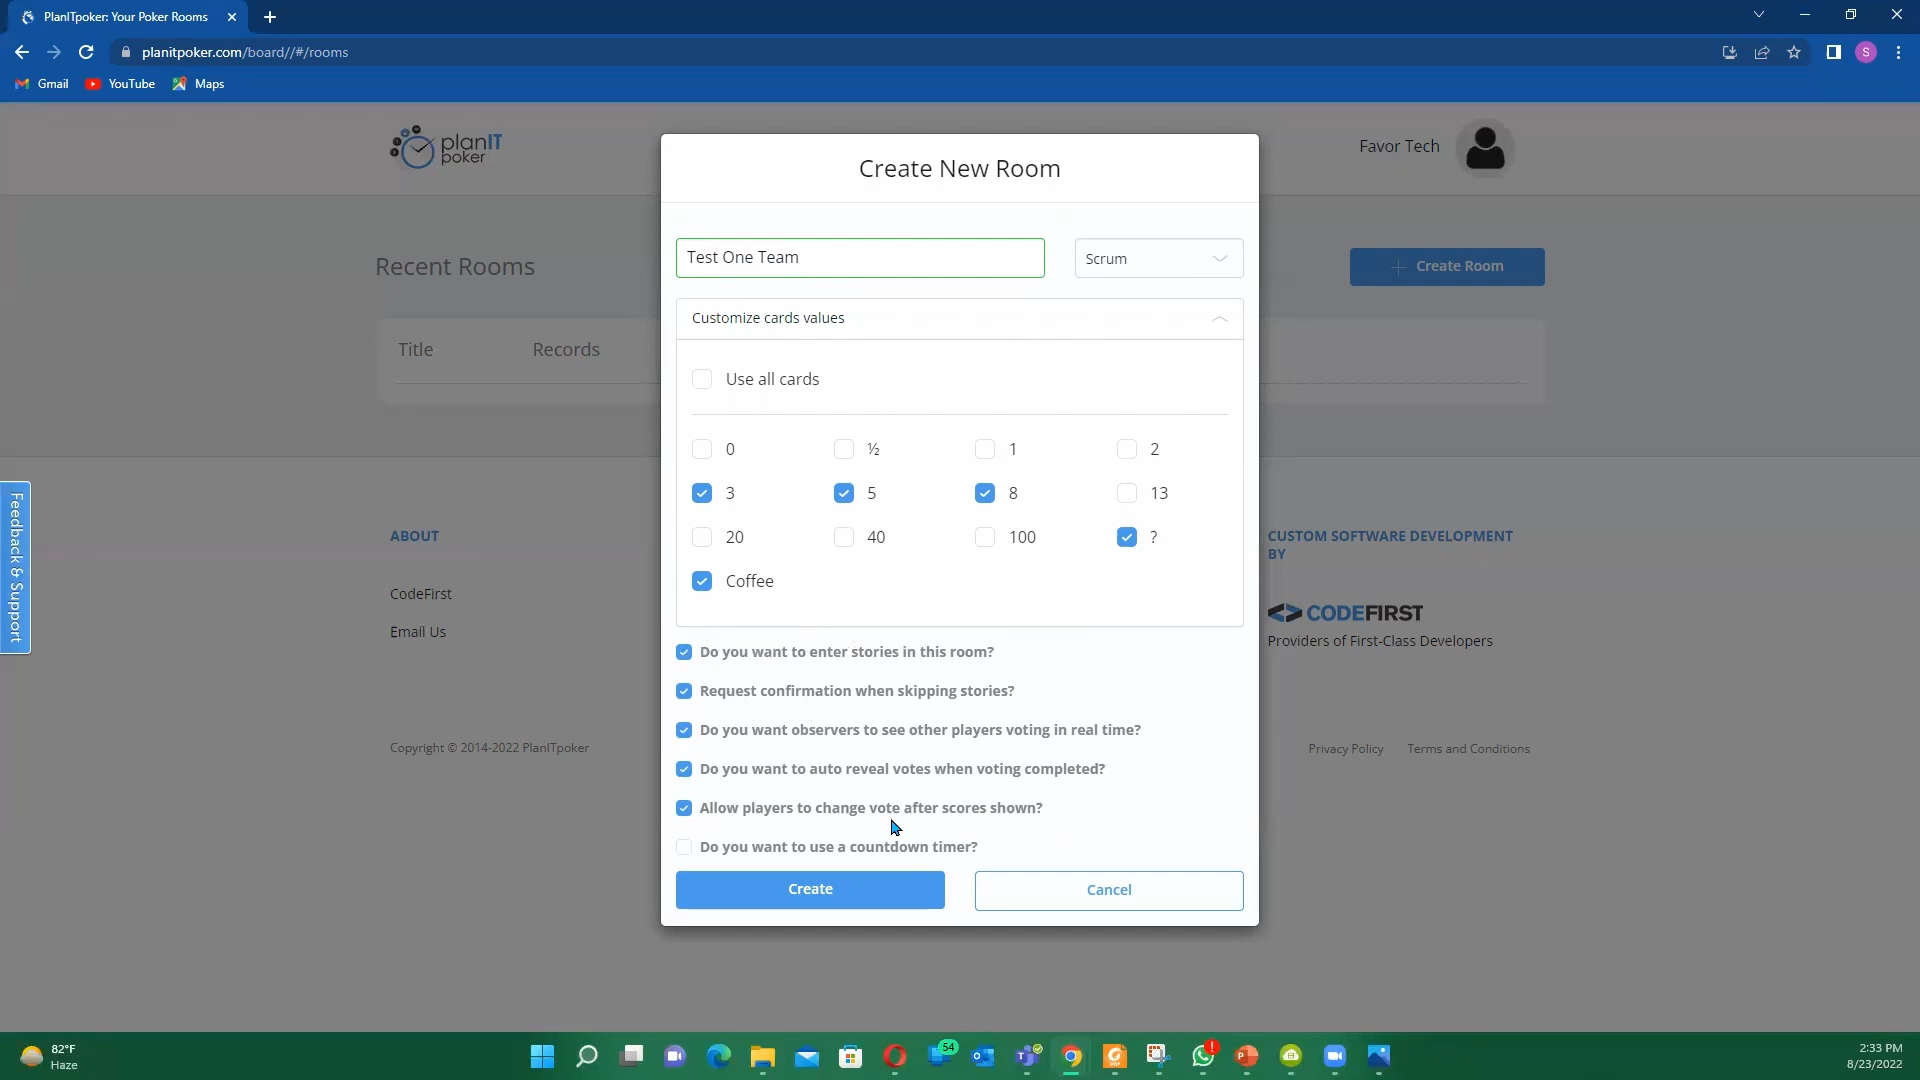 PlanITpoker: Your Poker Rooms
planitpoker.com/board//#/rooms
S
Gmail
YouTube
Maps
planIT
poker
Favor Tech
Create New Room
Test One Team
Scrum
Recent Rooms
Create Room
Customize cards values
Title
Records
Use all cards
0
½
1
2
3
5
8
13
20
40
100
?
Coffee
Feedback & Support
ABOUT
CodeFirst
Email Us
CUSTOM SOFTWARE DEVELOPMENT
BY
CODEFIRST
Providers of First-Class Developers
Do you want to enter stories in this room?
Request confirmation when skipping stories?
Do you want observers to see other players voting in real time?
Do you want to auto reveal votes when voting completed?
Allow players to change vote after scores shown?
Do you want to use a countdown timer?
Copyright © 2014-2022 PlanITpoker
Privacy Policy
Terms and Conditions
Create
Cancel
82°F
Haze
54
2:33 PM
8/23/2022